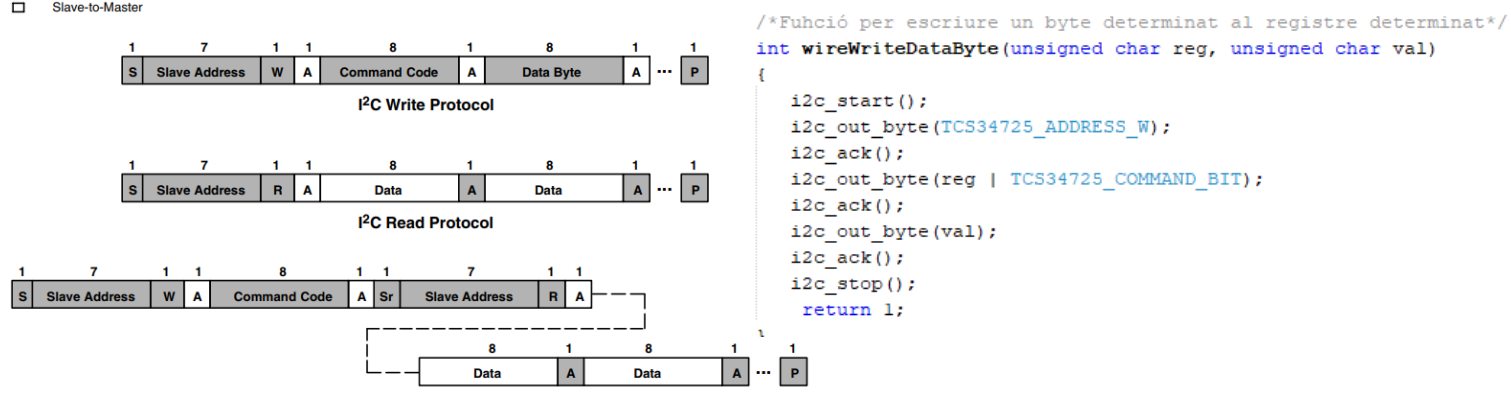 Slave-to-Master
1 7 1 1 8 1 8 1 1
S Slave Address W A Command Code A Data Byte A ... P
I²C Write Protocol
1 7 1 1 8 1 8 1 1
S Slave Address R A Data A Data A ... P
I²C Read Protocol
1 7 1 1 8 1 1 7 1 1
S Slave Address W A Command Code A Sr Slave Address R A
8 1 8 1 1
Data A Data A ... P
/*Fuhció per escriure un byte determinat al registre determinat*/
int wireWriteDataByte(unsigned char reg, unsigned char val)
{
i2c_start();
i2c_out_byte(TCS34725_ADDRESS_W);
i2c_ack();
i2c_out_byte(reg | TCS34725_COMMAND_BIT);
i2c_ack();
i2c_out_byte(val);
i2c_ack();
i2c_stop();
return 1;
}